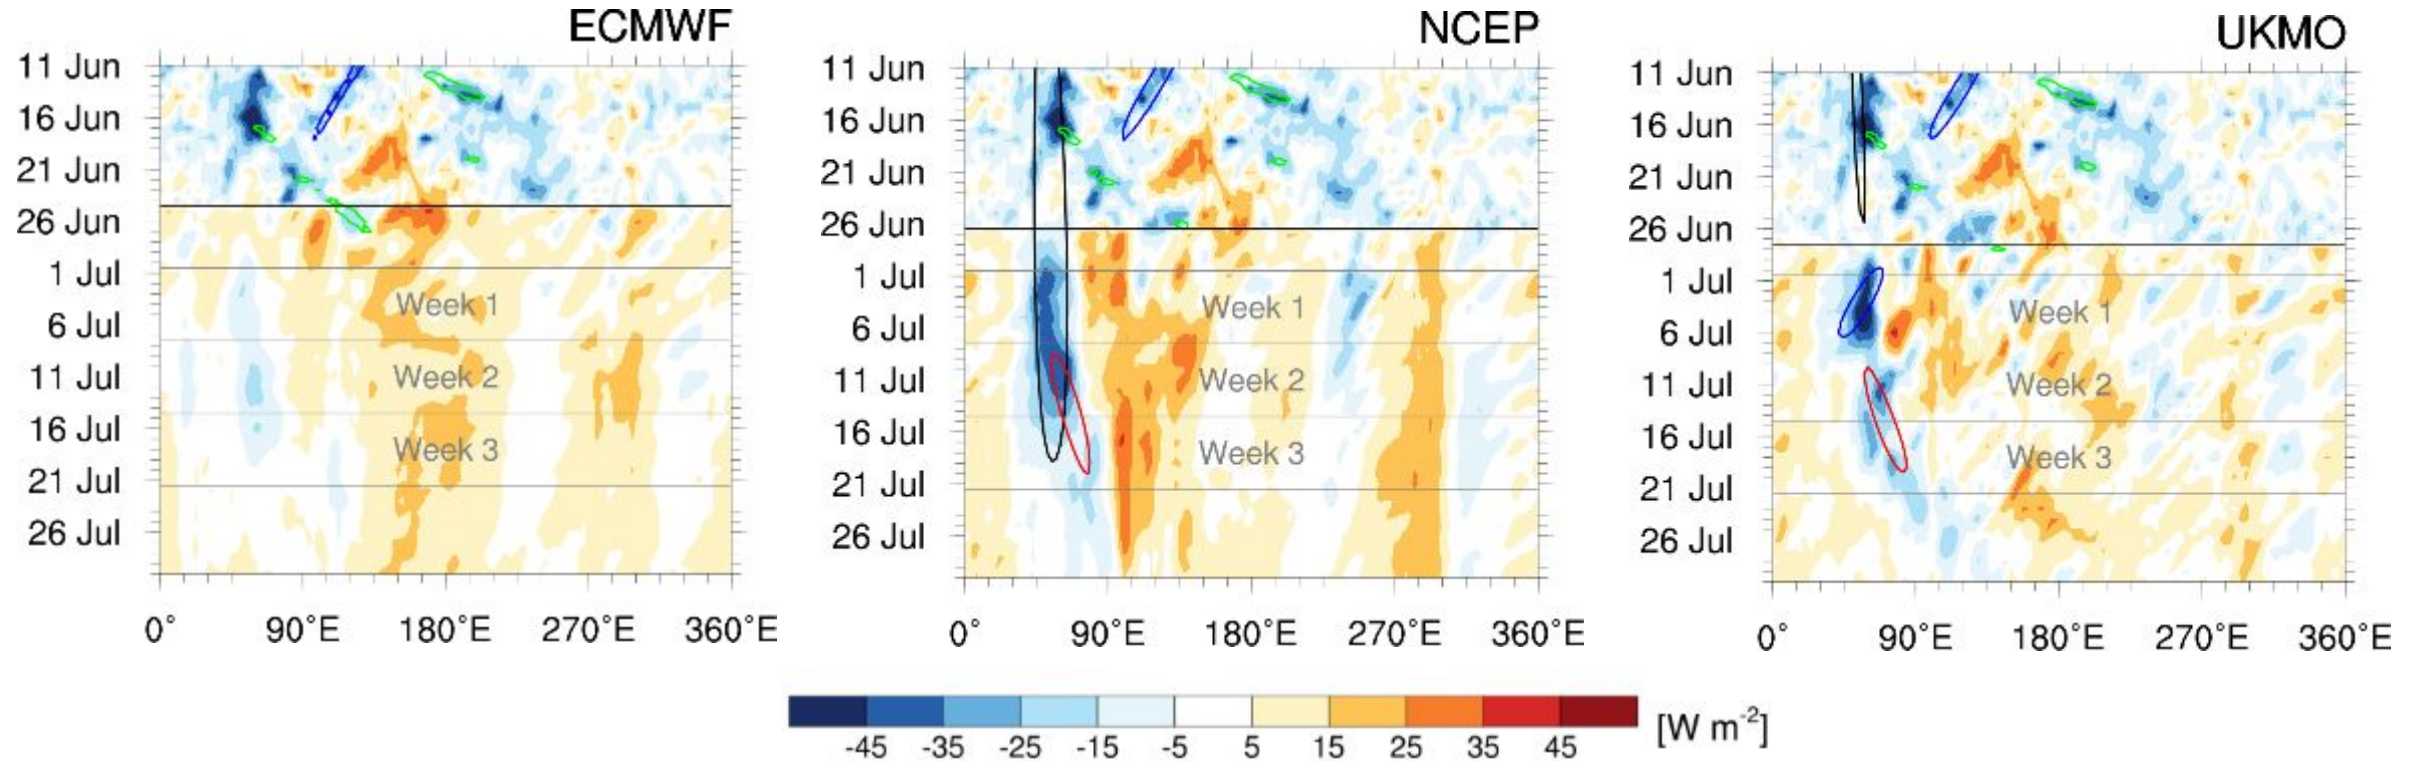 ECMWF
11 Jun
16 Jun
21 Jun
26 Jun
1 Jul
6 Jul
11 Jul
16 Jul
21 Jul
26 Jul
Week 1
Week 2
Week 3
0° 90°E 180°E 270°E 360°E
NCEP
11 Jun
16 Jun
21 Jun
26 Jun
1 Jul
6 Jul
11 Jul
16 Jul
21 Jul
26 Jul
Week 1
Week 2
Week 3
0° 90°E 180°E 270°E 360°E
UKMO
11 Jun
16 Jun
21 Jun
26 Jun
1 Jul
6 Jul
11 Jul
16 Jul
21 Jul
26 Jul
Week 1
Week 2
Week 3
0° 90°E 180°E 270°E 360°E
-45 -35 -25 -15 -5 5 15 25 35 45
[W m⁻²]